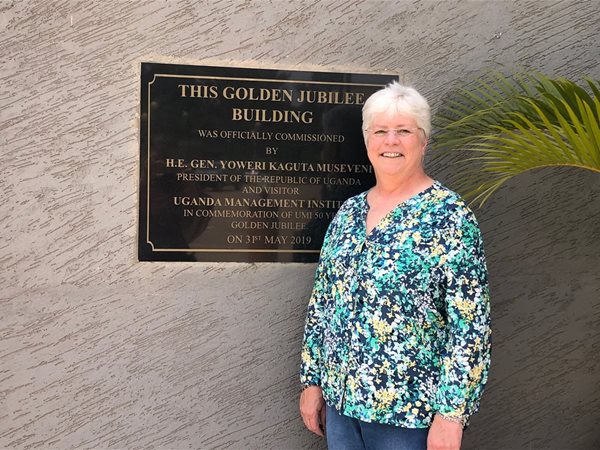 THIS GOLDEN JUBILEE
BUILDING
WAS OFFICIALLY COMMISSIONED
BY
H.E. GEN. YOWERI KAGUTA MUSEVENI
PRESIDENT OF THE REPUBLIC OF UGANDA
AND VISITOR
UGANDA MANAGEMENT
IN COMMEMORATION OF UMI 50
GOLDEN JUBILEE
ON 31ST MAY 2019